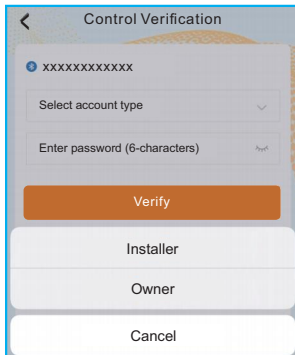 Control Verification
xxxxxxxxxxxx
Select account type
Enter password (6-characters)
Verify
Installer
Owner
Cancel